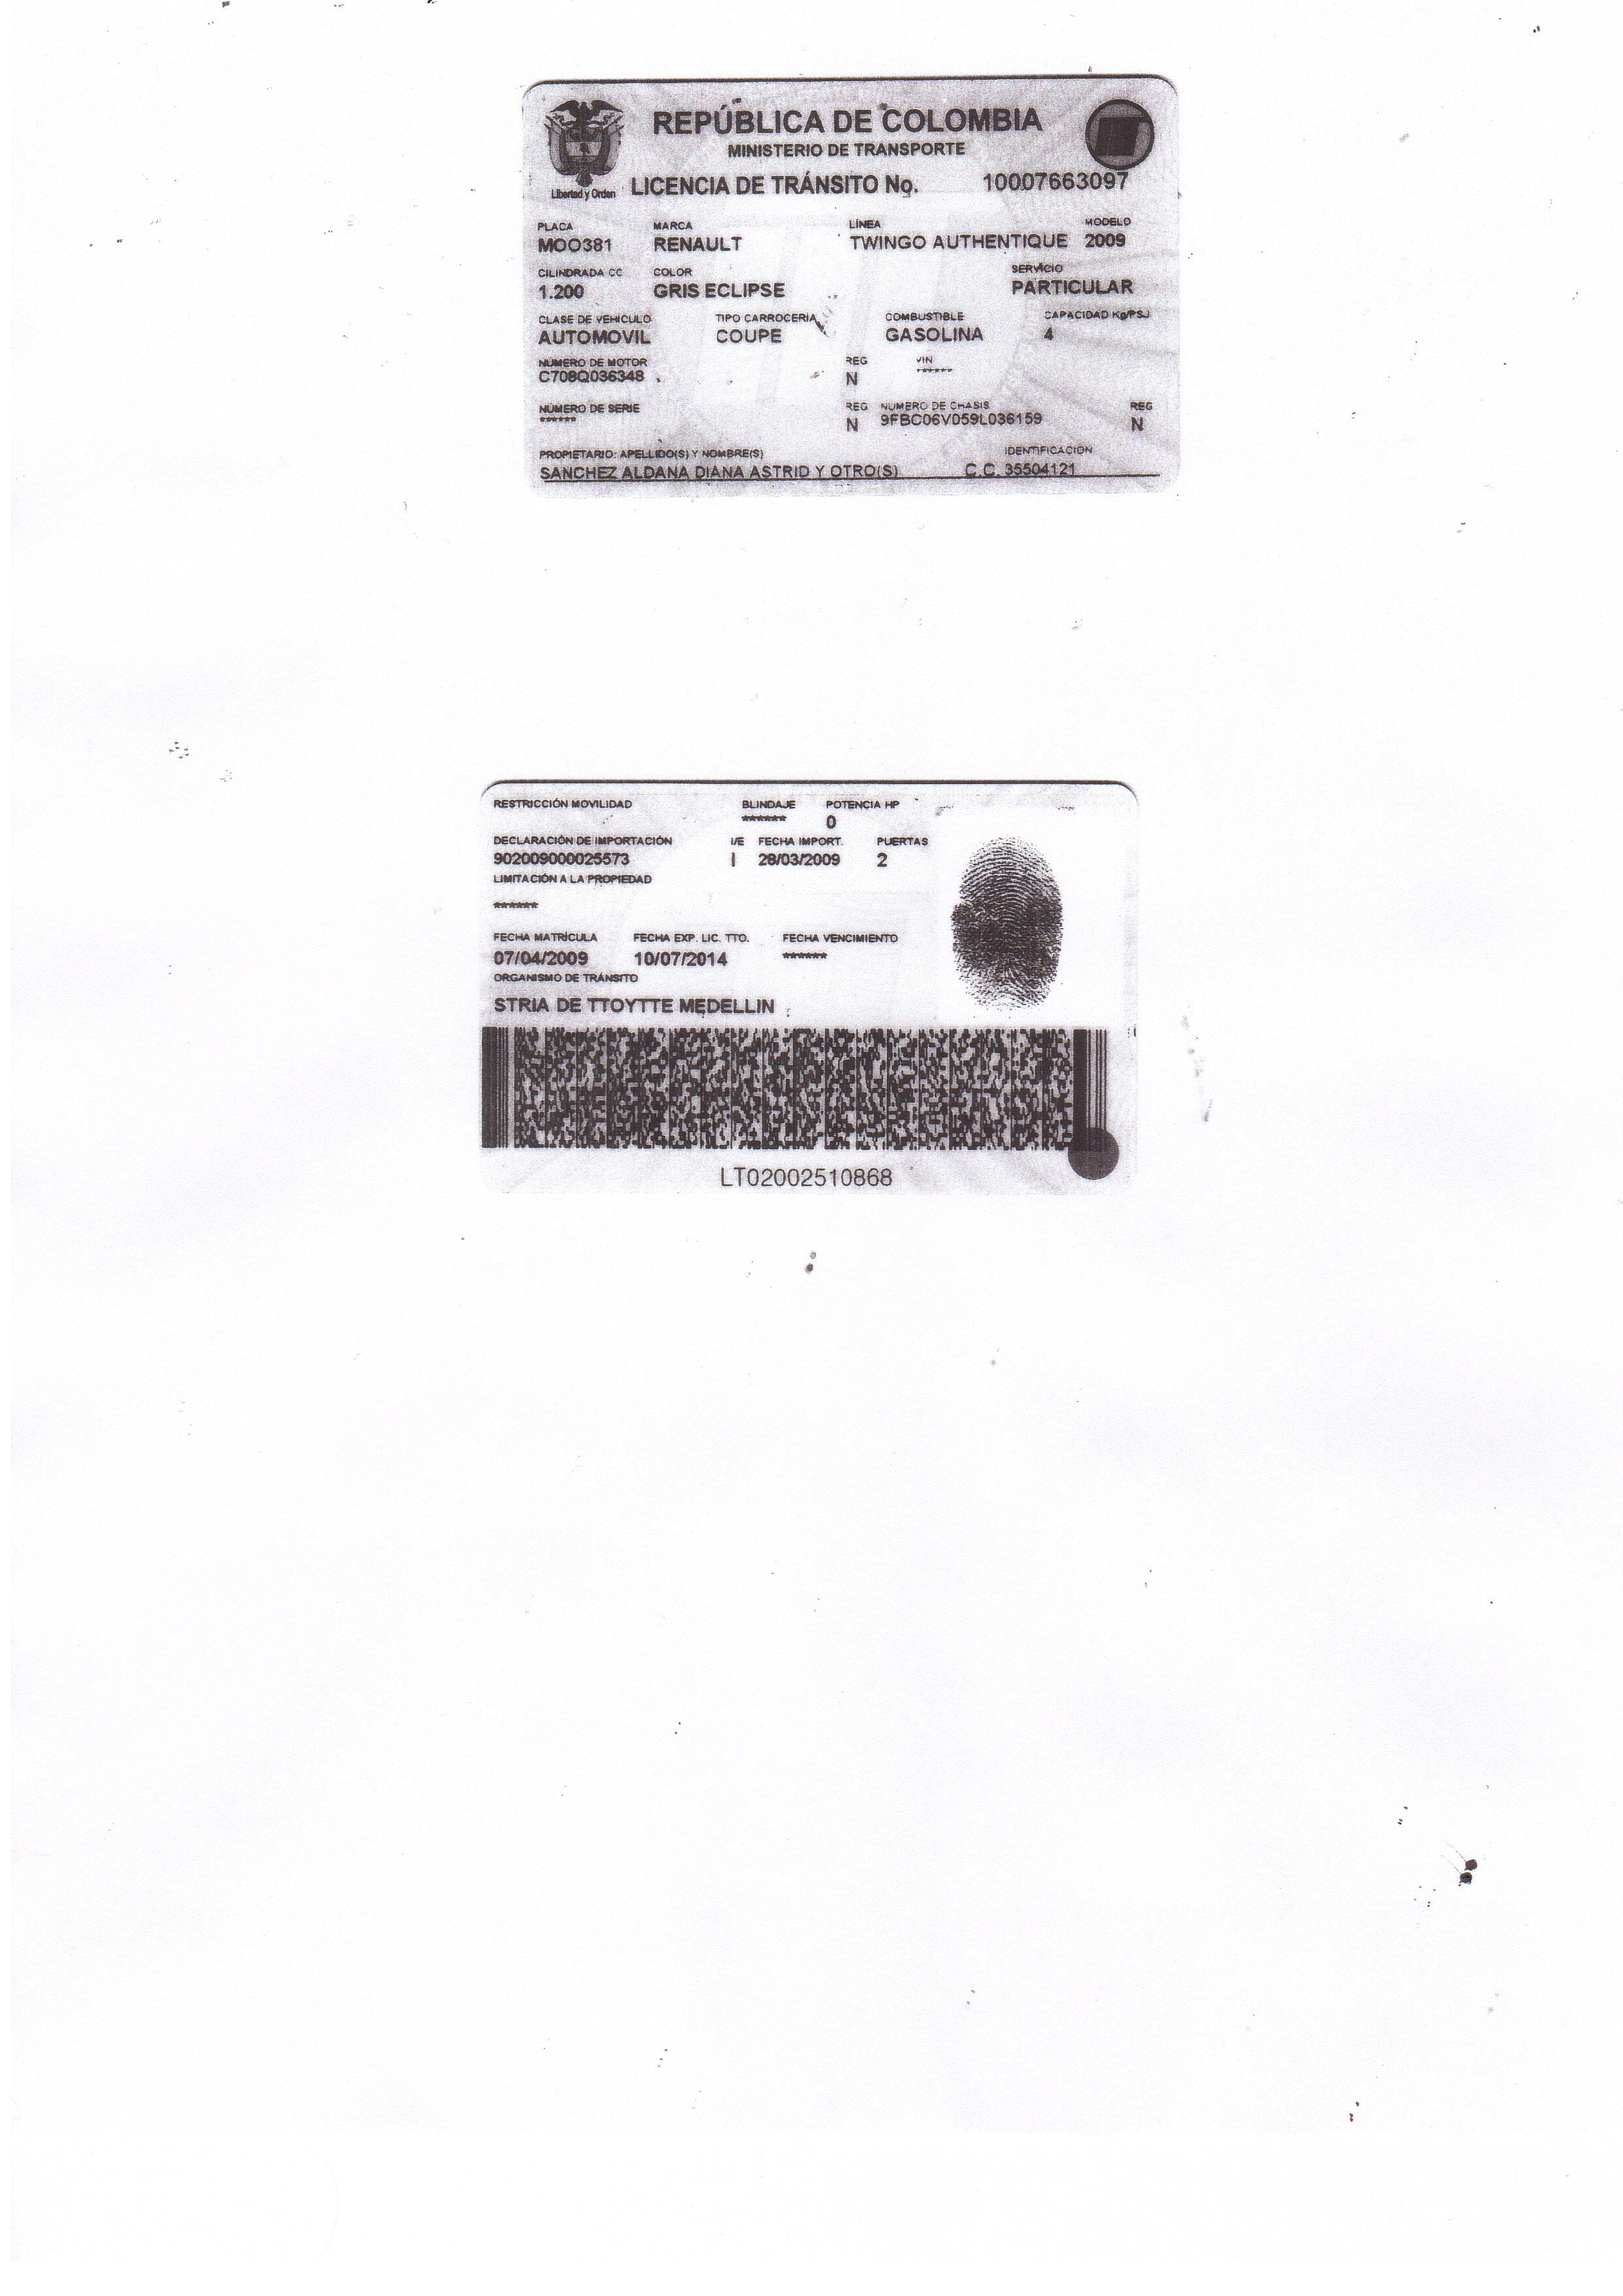 REPÚBLICA DE COLOMBIA
MINISTERIO DE TRANSPORTE
Libertad y Orden
LICENCIA DE TRÁNSITO No. 10007663097
PLACA MARCA LÍNEA MODELO
MOO381 RENAULT TWINGO AUTHENTIQUE 2009
CILINDRADA CC COLOR SERVICIO
1.200 GRIS ECLIPSE PARTICULAR
CLASE DE VEHÍCULO TIPO CARROCERÍA COMBUSTIBLE CAPACIDAD Kg/PSJ
AUTOMOVIL COUPE GASOLINA 4
NÚMERO DE MOTOR REG VIN
C708Q036348 N ******
NÚMERO DE SERIE REG NÚMERO DE CHASIS REG
****** N 9FBC06V059L036159 N
PROPIETARIO: APELLIDO(S) Y NOMBRE(S) IDENTIFICACIÓN
SANCHEZ ALDANA DIANA ASTRID Y OTRO(S) C.C. 35504121
RESTRICCIÓN MOVILIDAD BLINDAJE POTENCIA HP
****** 0
DECLARACIÓN DE IMPORTACIÓN I/E FECHA IMPORT. PUERTAS
902009000025573 I 28/03/2009 2
LIMITACIÓN A LA PROPIEDAD
******
FECHA MATRÍCULA FECHA EXP. LIC. TTO. FECHA VENCIMIENTO
07/04/2009 10/07/2014 ******
ORGANISMO DE TRÁNSITO
STRIA DE TTOYTTE MEDELLIN
LT02002510868